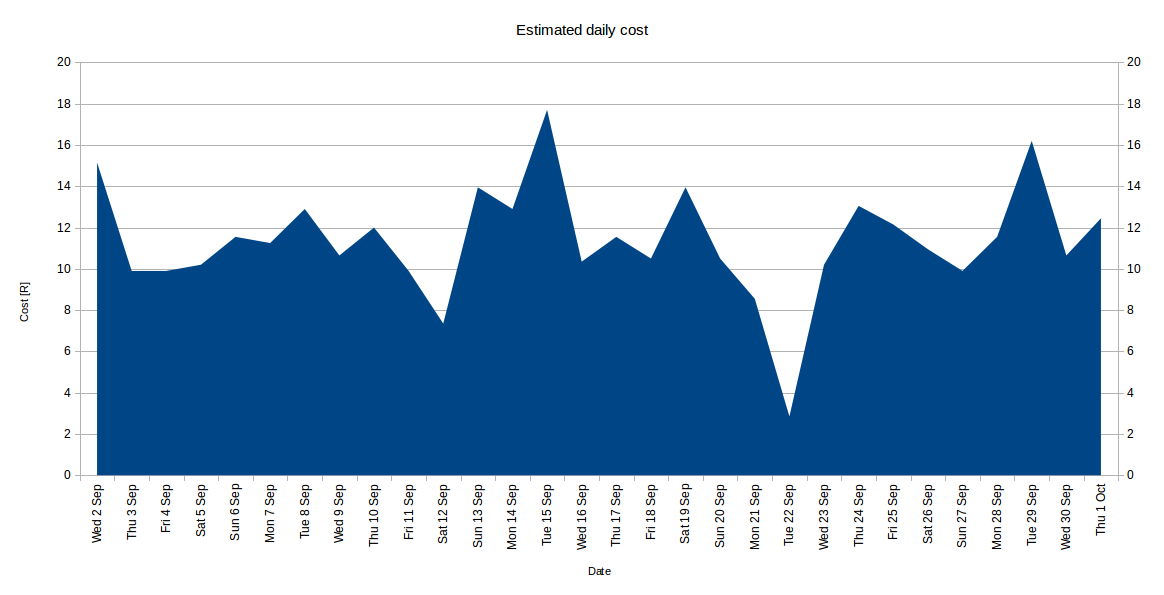 Estimated daily cost
20 20
18 18
16 16
14 14
12 12
10 10
8 8
6 6
4 4
2 2
0 0
Cost [R]
Wed 2 Sep
Thu 3 Sep
Fri 4 Sep
Sat 5 Sep
Sun 6 Sep
Mon 7 Sep
Tue 8 Sep
Wed 9 Sep
Thu 10 Sep
Fri 11 Sep
Sat 12 Sep
Sun 13 Sep
Mon 14 Sep
Tue 15 Sep
Wed 16 Sep
Thu 17 Sep
Fri 18 Sep
Sat 19 Sep
Sun 20 Sep
Mon 21 Sep
Tue 22 Sep
Wed 23 Sep
Thu 24 Sep
Fri 25 Sep
Sat 26 Sep
Sun 27 Sep
Mon 28 Sep
Tue 29 Sep
Wed 30 Sep
Thu 1 Oct
Date